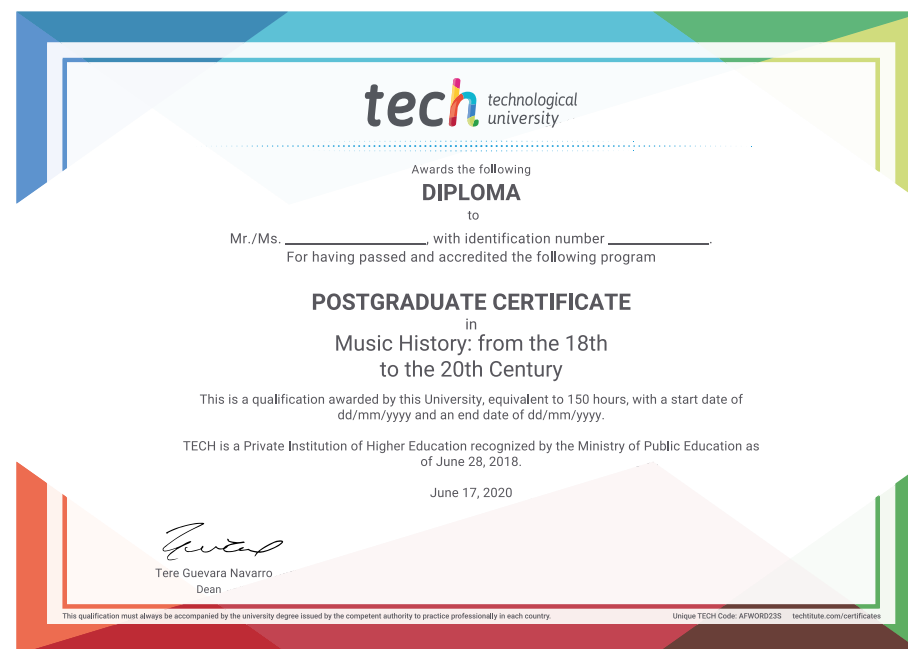 tech technological
university
Awards the following
DIPLOMA
to
Mr./Ms. ____________________, with identification number ______________.
For having passed and accredited the following program
POSTGRADUATE CERTIFICATE
in
Music History: from the 18th
to the 20th Century
This is a qualification awarded by this University, equivalent to 150 hours, with a start date of
dd/mm/yyyy and an end date of dd/mm/yyyy.
TECH is a Private Institution of Higher Education recognized by the Ministry of Public Education as
of June 28, 2018.
June 17, 2020
Tere Guevara Navarro
Dean
This qualification must always be accompanied by the university degree issued by the competent authority to practice professionally in each country. Unique TECH Code: AFWORD23S techtitute.com/certificates